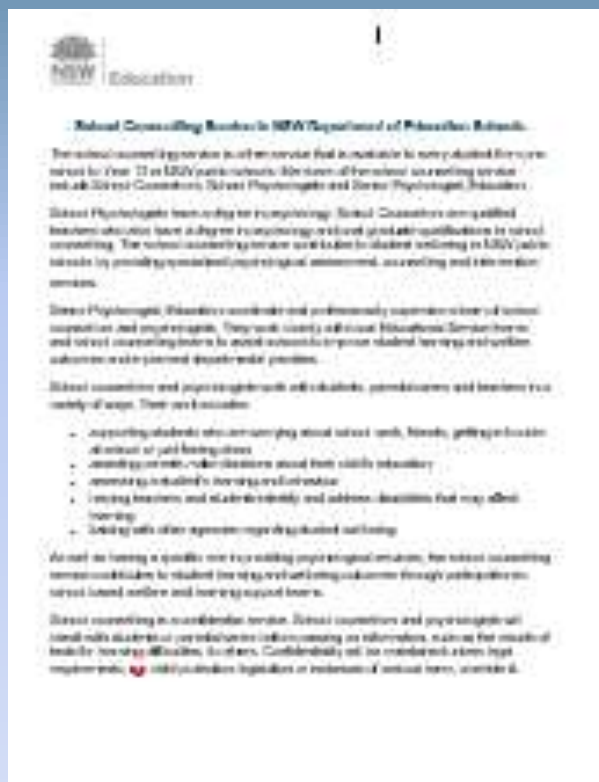 NSW
Education
School Counselling Service in NSW Department of Education Schools
The school counselling service is service that is available to every student from
school to Year 12 in NSW public schools. Members of the school counselling service
include School Counsellors, School Psychologists and Senior Psychologist, Education.
School Psychologists have a degree in psychology. School Counsellors are qualified
teachers who also have a degree in psychology and post graduate qualifications in school
counselling. The school counselling service contributes to student well being in NSW public
schools by providing specialised psychological assessment, counselling and intervention
services.
Senior Psychologist, Education coordinate and professionally supervise a team of school
counsellors and psychologists. They work closely with local Educational Services teams
and school counselling teams to assist schools to improve student learning and welfare
outcomes and departmental priorities.
School counsellors and psychologists work with students, parents/carers and teachers in a
variety of ways. Their work includes:
supporting students who are worrying about school work, friends, getting into trouble
at school or just feeling down
assisting parents make decisions about their child's education
assessing student's learning and behaviour
helping teachers and students identify and address disabilities that may affect
learning
liaising with other agencies regarding student well being
As well as having a specific role in providing psychological services, the school counselling
service contributes to student learning and well being outcomes through participation in
school based welfare and learning support teams.
School counselling is a confidential service. School counsellors and psychologists will
check with students or parents/carers before passing on information, such as the results of
tests for learning difficulties, to others. Confidentiality will be maintained unless legal
requirements, child protection legislation or of serious harm, override it.